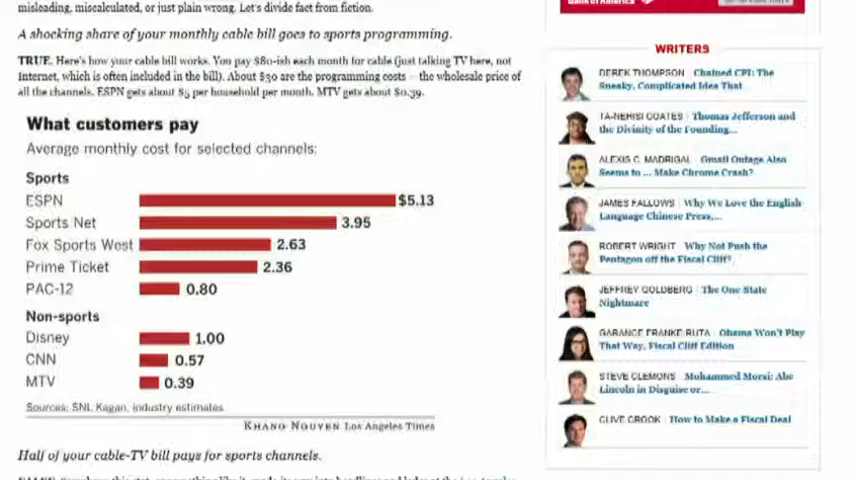 misleading, miscalculated, or just plain wrong. Let's divide fact from fiction.
A shocking share of your monthly cable bill goes to sports programming.
TRUE. Here's how your cable bill works. You pay $80-ish each month for cable (just talking TV here, not
Internet, which is often included in the bill). About $30 are the programming costs -- the wholesale price of
all the channels. ESPN gets about $5 per household per month. MTV gets about $0.39.
What customers pay
Average monthly cost for selected channels:
Sports
ESPN $5.13
Sports Net 3.95
Fox Sports West 2.63
Prime Ticket 2.36
PAC-12 0.80
Non-sports
Disney 1.00
CNN 0.57
MTV 0.39
Sources: SNL Kagan, industry estimates
KHANG NGUYEN Los Angeles Times
Half of your cable-TV bill pays for sports channels.
Bank of America
WRITERS
DEREK THOMPSON | Chained CPI: The
Sneaky, Complicated Idea That
TA-NEHISI COATES | Thomas Jefferson and
the Divinity of the Founding...
ALEXIS C. MADRIGAL | Gmail Outage Also
Seems to ... Make Chrome Crash?
JAMES FALLOWS | Why We Love the English
Language Chinese Press,...
ROBERT WRIGHT | Why Not Push the
Pentagon off the Fiscal Cliff?
JEFFREY GOLDBERG | The One State
Nightmare
GARANCE FRANKE-RUTA | Obama Won't Play
That Way, Fiscal Cliff Edition
STEVE CLEMONS | Muhammed Morsi: Abe
Lincoln in Disguise or...
CLIVE CROOK | How to Make a Fiscal Deal